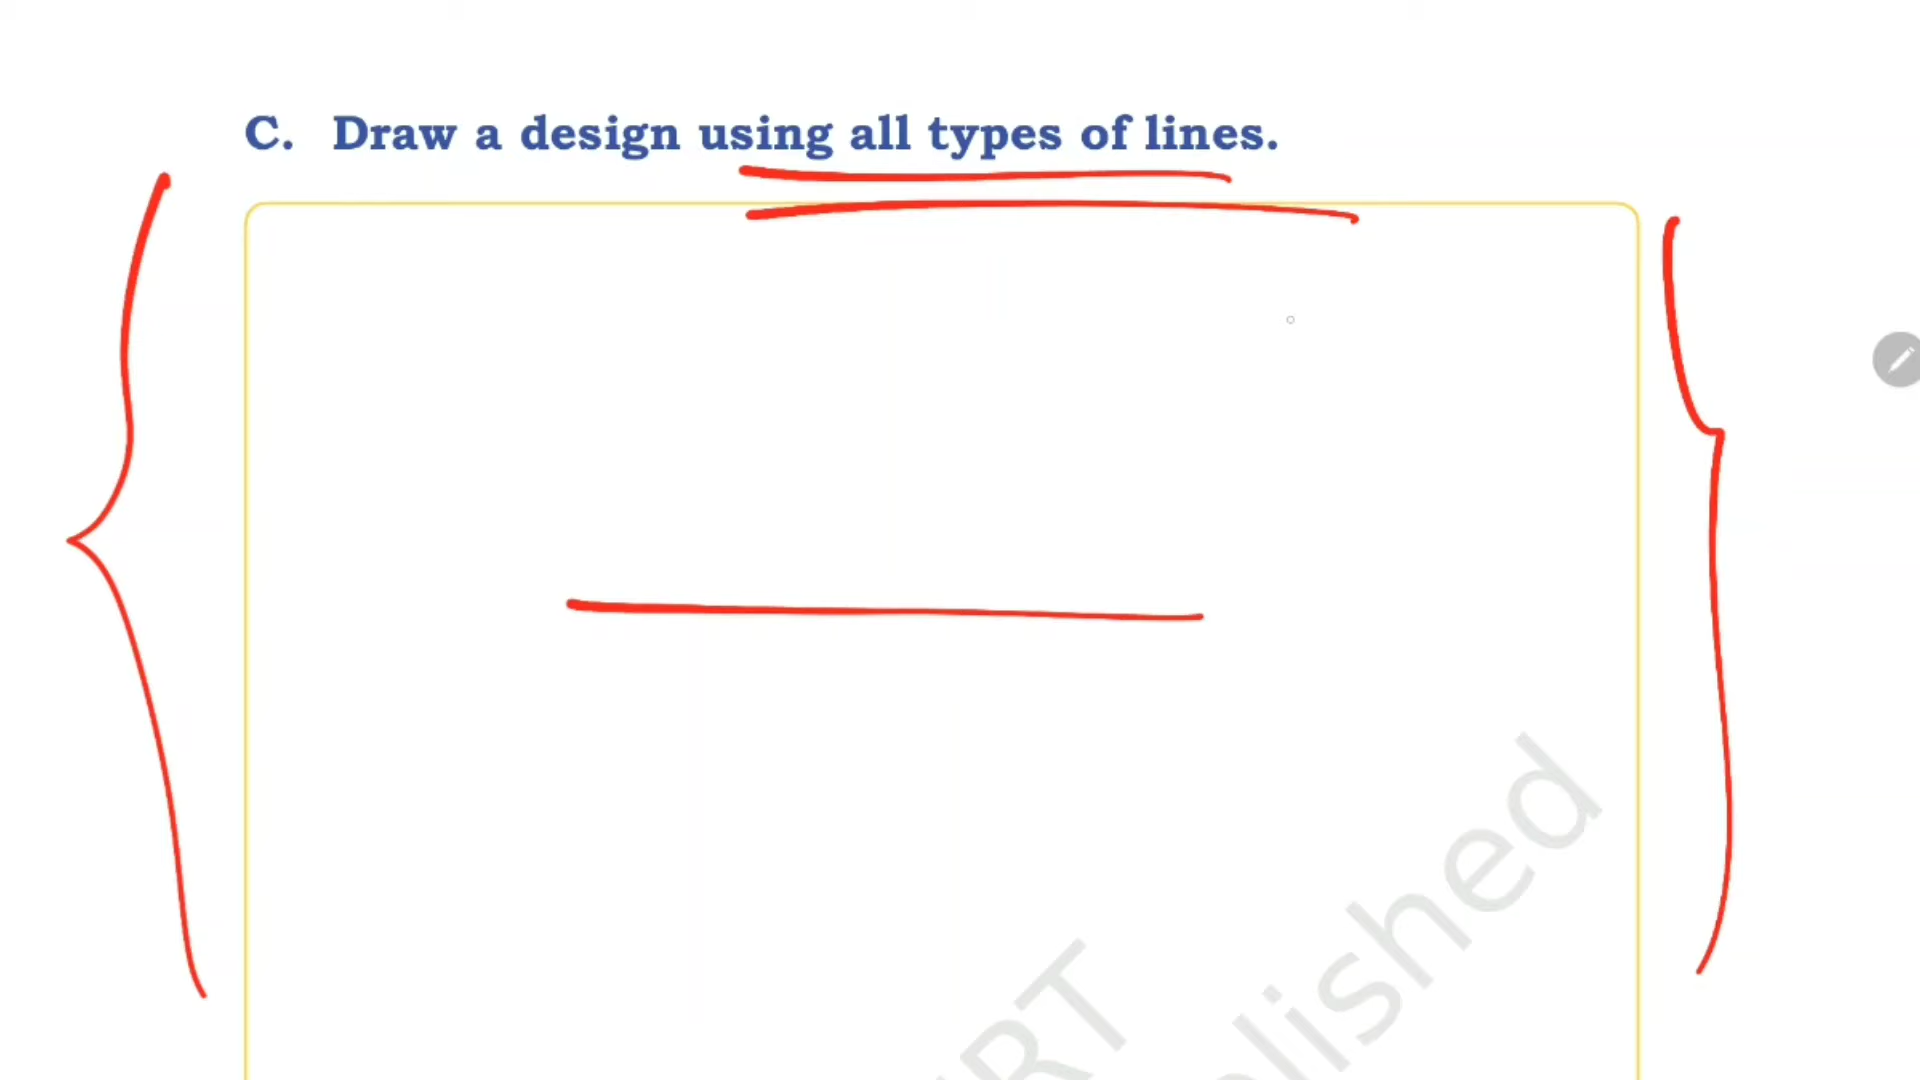 C. Draw a design using all types of lines.